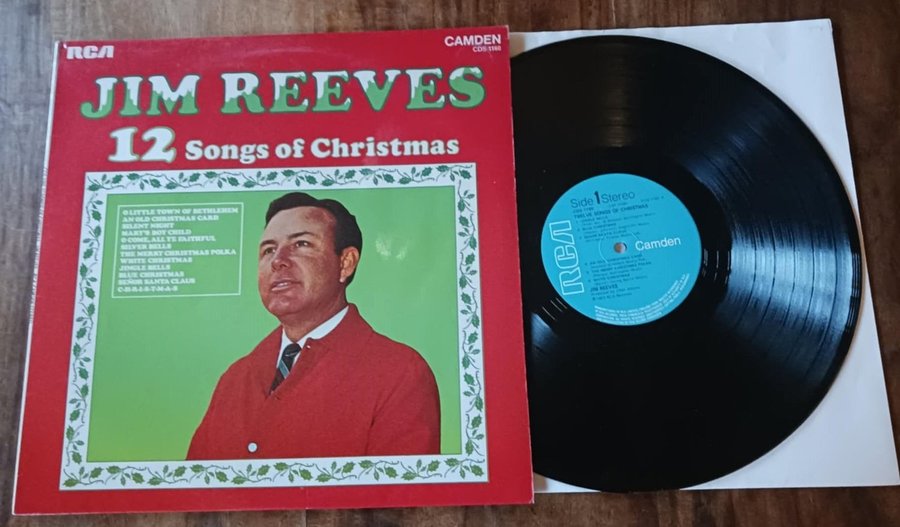 RCA
CAMDEN
CDS-1160
JIM REEVES
12 Songs of Christmas
O LITTLE TOWN OF BETHLEHEM
AN OLD CHRISTMAS CARD
SILENT NIGHT
MARY'S BOY CHILD
O COME, ALL YE FAITHFUL
SILVER BELLS
THE MERRY CHRISTMAS POLKA
WHITE CHRISTMAS
JINGLE BELLS
BLUE CHRISTMAS
SEÑOR SANTA CLAUS
C-H-R-I-S-T-M-A-S
Side 1 Stereo
TWELVE SONGS OF CHRISTMAS
RCA
Camden
JIM REEVES